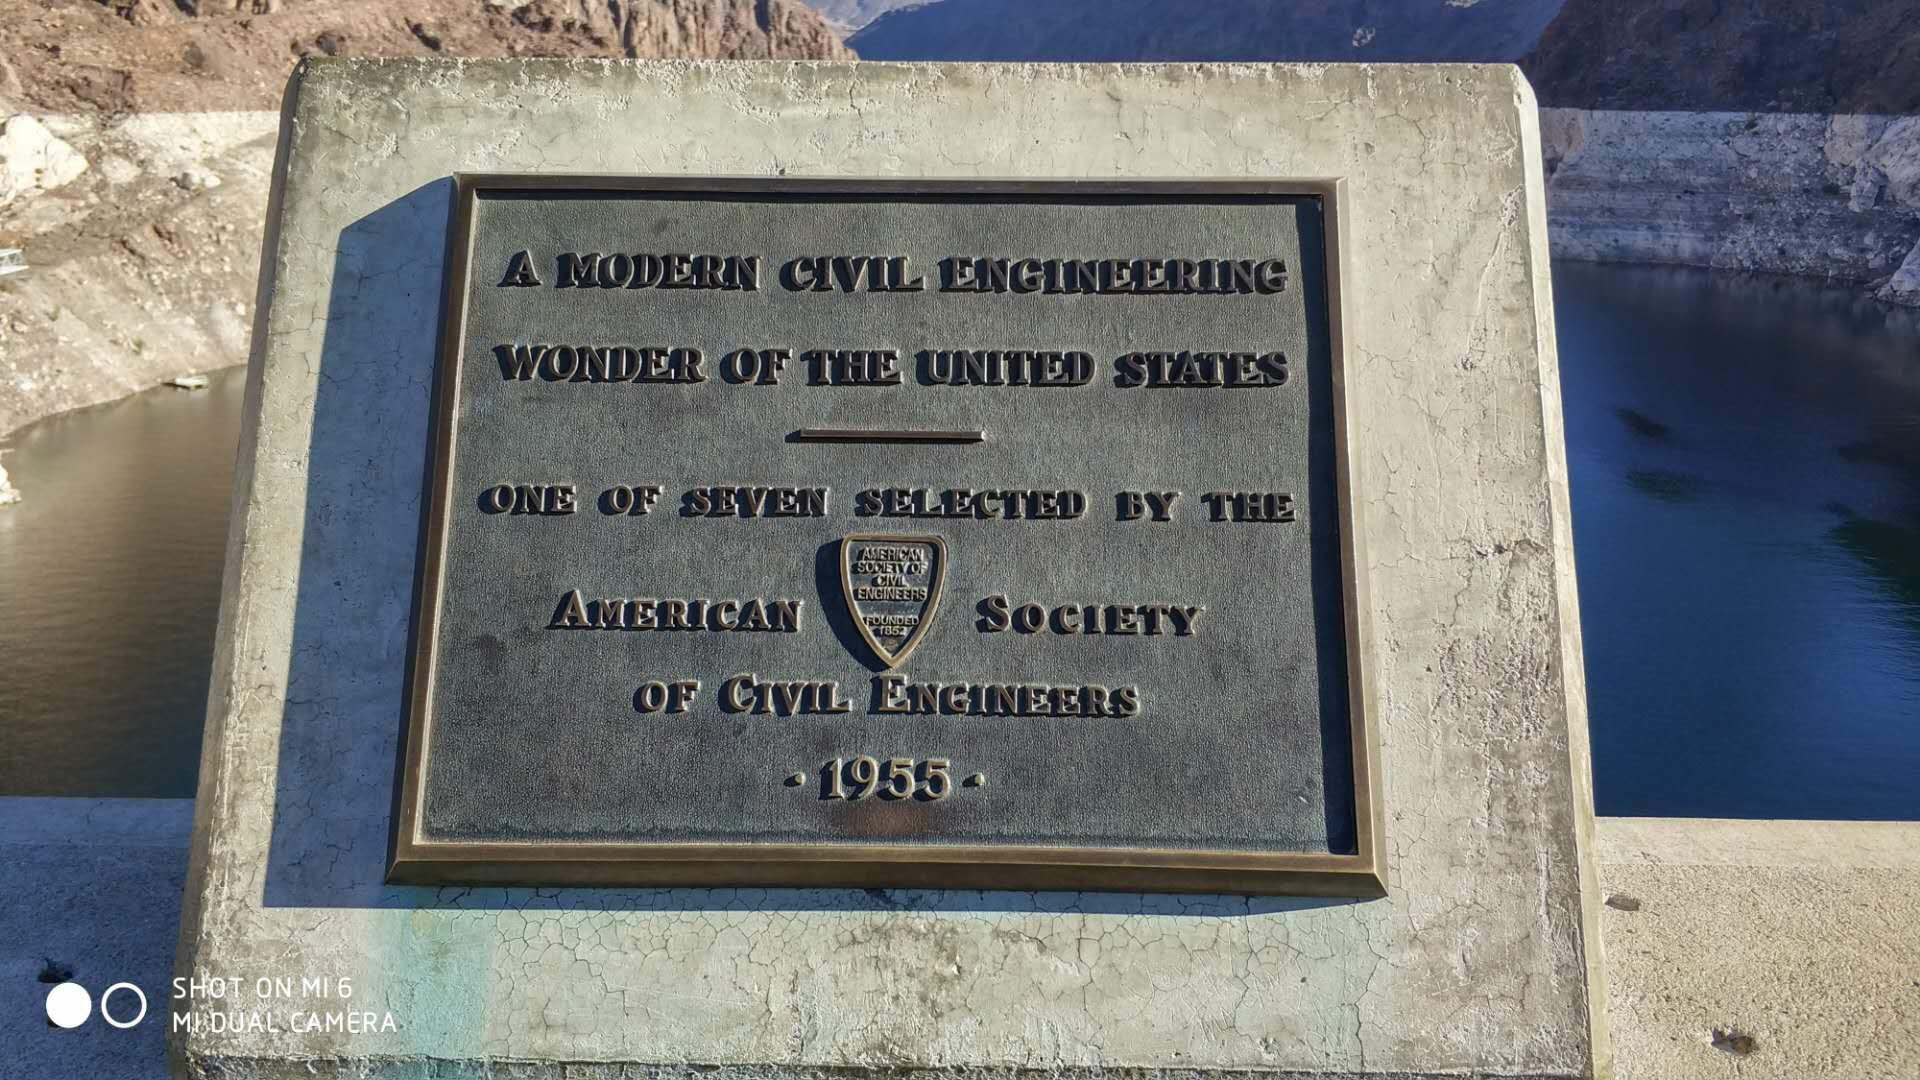 A MODERN CIVIL ENGINEERING
WONDER OF THE UNITED STATES
ONE OF SEVEN SELECTED BY THE
AMERICAN
SOCIETY OF
CIVIL
ENGINEERS
FOUNDED
1852
AMERICAN SOCIETY
OF CIVIL ENGINEERS
· 1955 ·
SHOT ON MI 6
MI DUAL CAMERA